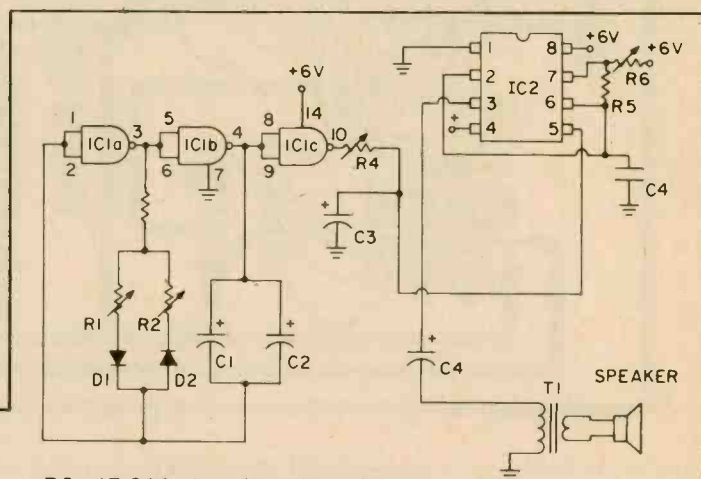 +6V
14
1
2
IC1a
3
5
6
IC1b
4
7
8
9
IC1c
10
R4
C3
R1
R2
D1
D2
C1
C2
1
2
3
4
IC2
8
7
6
5
+6V
+6V
R6
R5
C4
C4
T1
SPEAKER